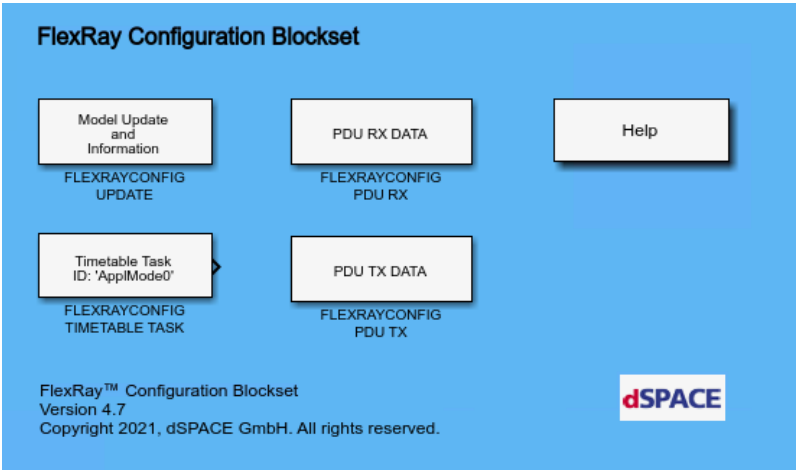 FlexRay Configuration Blockset
Model Update
and
Information
FLEXRAYCONFIG
UPDATE
PDU RX DATA
FLEXRAYCONFIG
PDU RX
Help
Timetable Task
ID: 'ApplMode0'
FLEXRAYCONFIG
TIMETABLE TASK
PDU TX DATA
FLEXRAYCONFIG
PDU TX
FlexRay™ Configuration Blockset
Version 4.7
Copyright 2021, dSPACE GmbH. All rights reserved.
dSPACE